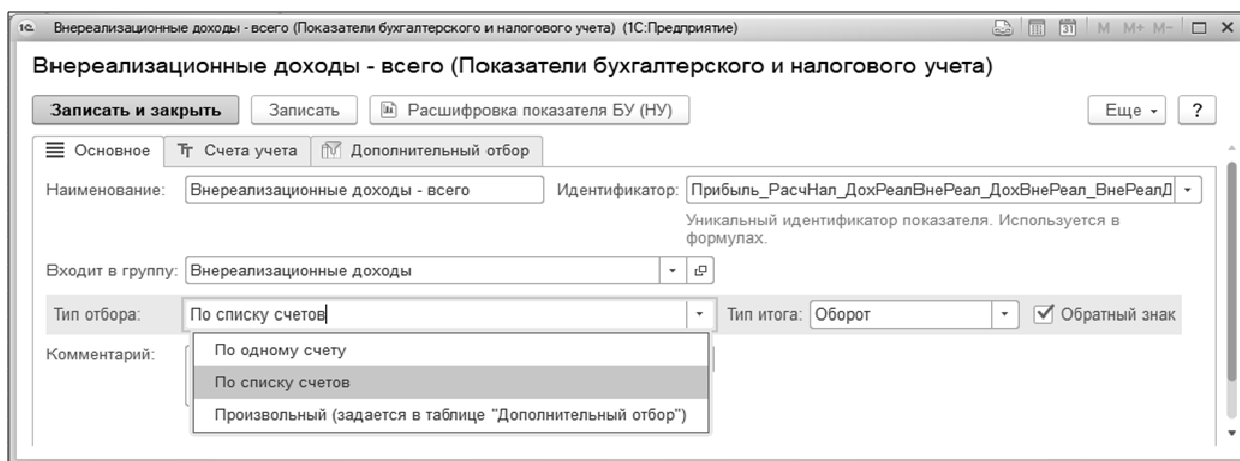 1С Внереализационные доходы - всего (Показатели бухгалтерского и налогового учета) (1С:Предприятие) 31 M M+ M-
Внереализационные доходы - всего (Показатели бухгалтерского и налогового учета)
Записать и закрыть Записать Расшифровка показателя БУ (НУ) Еще ?
Основное Тт Счета учета Дополнительный отбор
Наименование: Внереализационные доходы - всего Идентификатор: Прибыль_РасчНал_ДохРеалВнеРеал_ДохВнеРеал_ВнеРеалД
Уникальный идентификатор показателя. Используется в
формулах.
Входит в группу: Внереализационные доходы
Тип отбора: По списку счетов Тип итога: Оборот Обратный знак
Комментарий:
По одному счету
По списку счетов
Произвольный (задается в таблице "Дополнительный отбор")